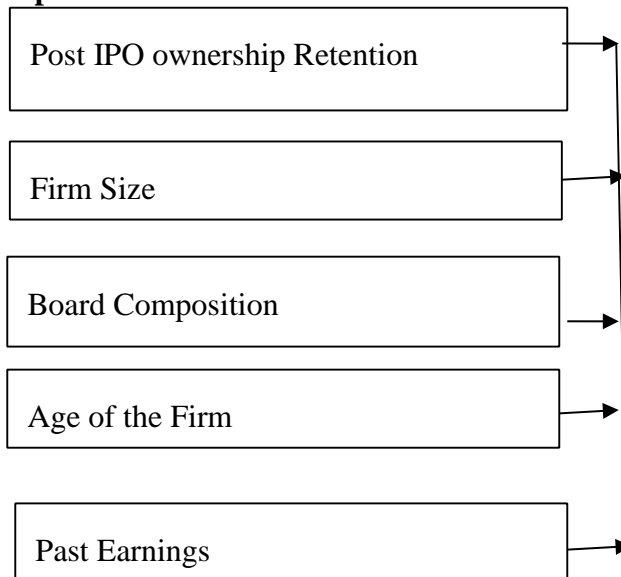 Post IPO ownership Retention
Firm Size
Board Composition
Age of the Firm
Past Earnings